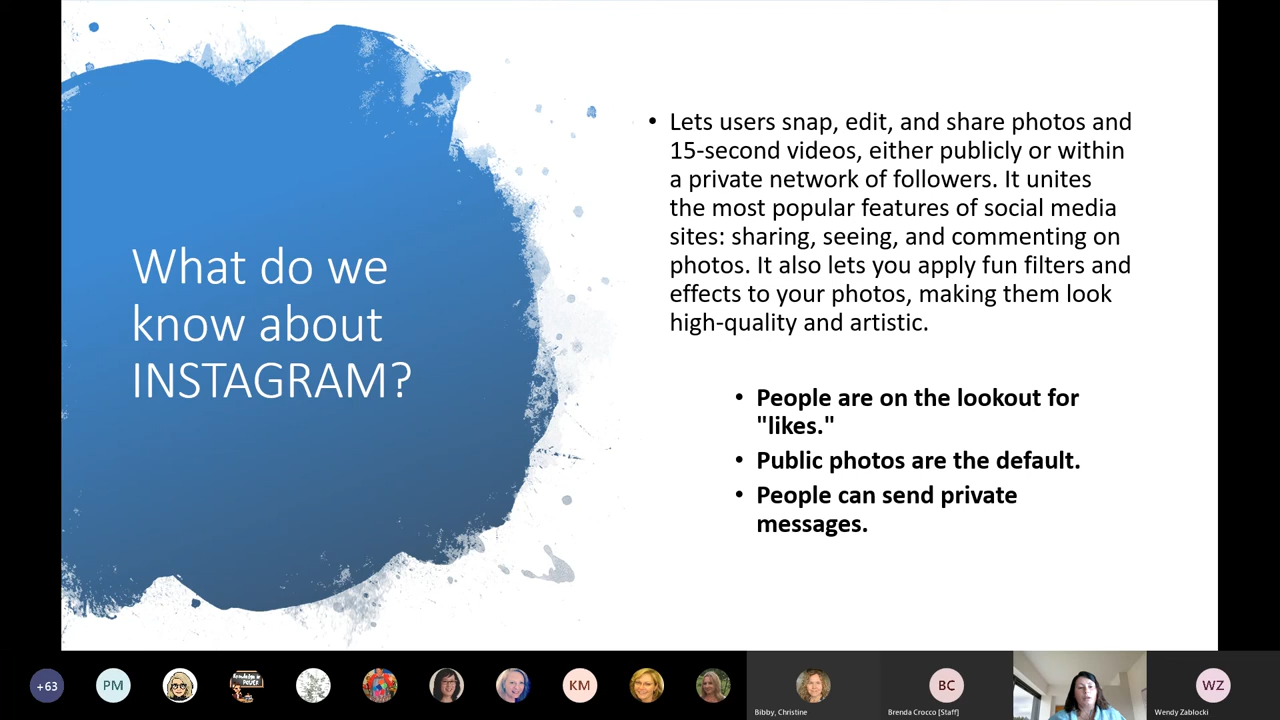 What do we
know about
INSTAGRAM?
• Lets users snap, edit, and share photos and
15-second videos, either publicly or within
a private network of followers. It unites
the most popular features of social media
sites: sharing, seeing, and commenting on
photos. It also lets you apply fun filters and
effects to your photos, making them look
high-quality and artistic.
• People are on the lookout for
"likes."
• Public photos are the default.
• People can send private
messages.
+63
PM
Knowledge is
POWER
KM
Bibby, Christine
BC
Brenda Crocco [Staff]
WZ
Wendy Zablocki